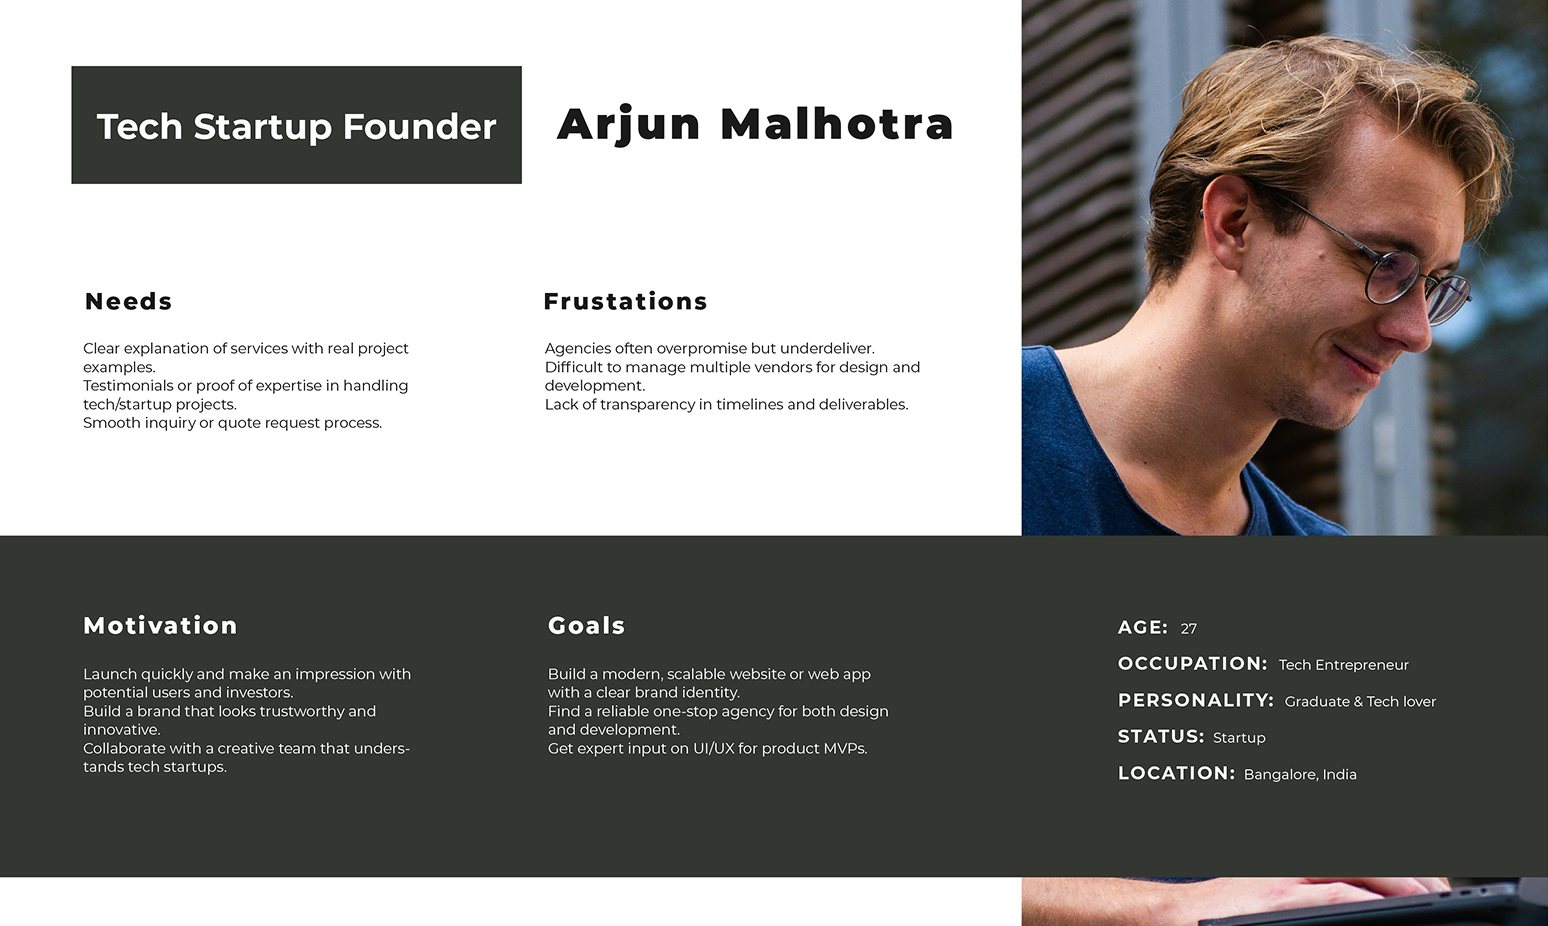 Tech Startup Founder
Arjun Malhotra
Needs
Clear explanation of services with real project
examples.
Testimonials or proof of expertise in handling
tech/startup projects.
Smooth inquiry or quote request process.
Frustations
Agencies often overpromise but underdeliver.
Difficult to manage multiple vendors for design and
development.
Lack of transparency in timelines and deliverables.
Motivation
Launch quickly and make an impression with
potential users and investors.
Build a brand that looks trustworthy and
innovative.
Collaborate with a creative team that unders-
tands tech startups.
Goals
Build a modern, scalable website or web app
with a clear brand identity.
Find a reliable one-stop agency for both design
and development.
Get expert input on UI/UX for product MVPs.
AGE: 27
OCCUPATION: Tech Entrepreneur
PERSONALITY: Graduate & Tech lover
STATUS: Startup
LOCATION: Bangalore, India